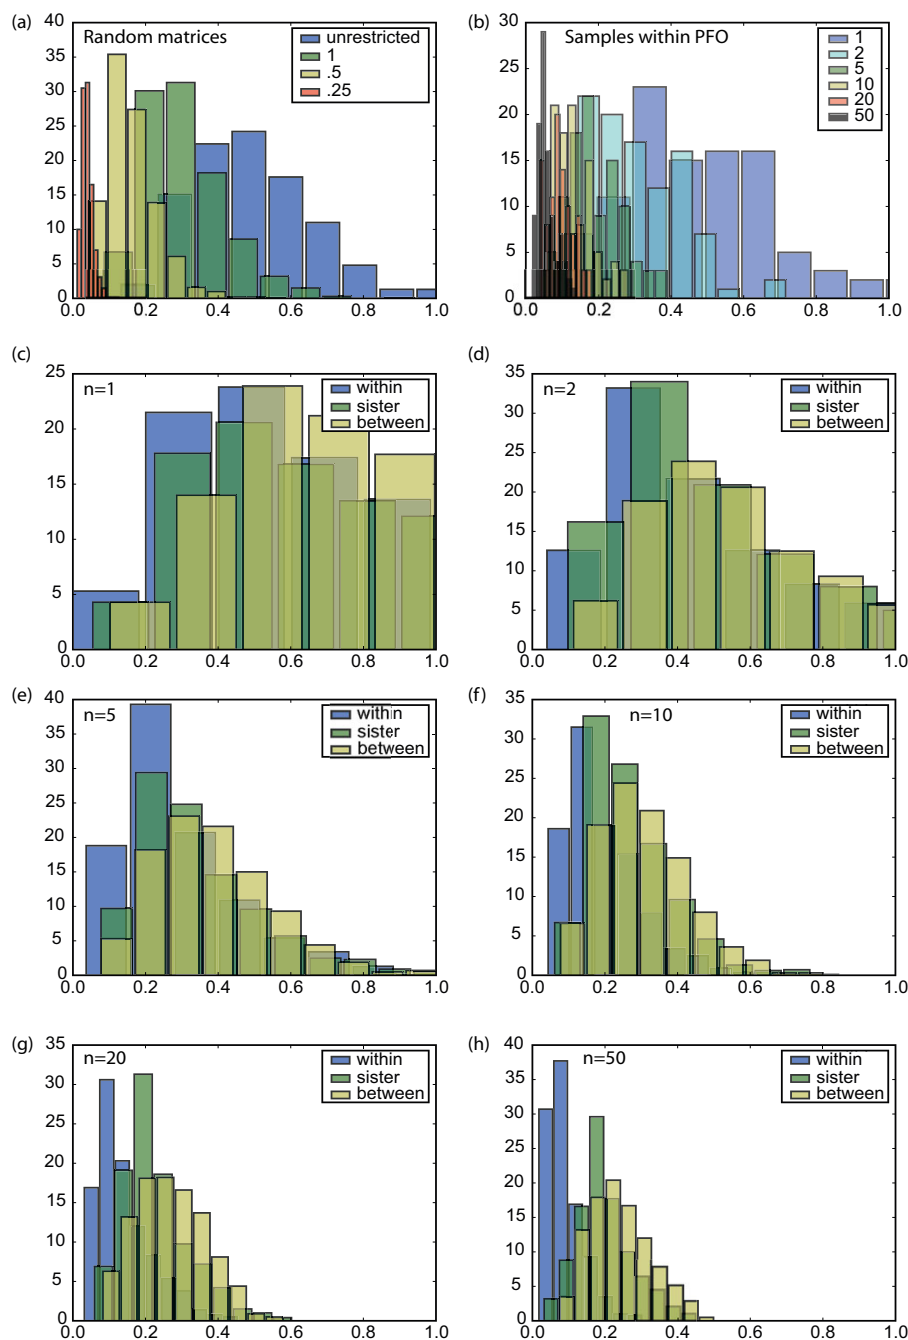 (a)
Random matrices
unrestricted
1
.5
.25
40
35
30
25
20
15
10
5
0
0.0 0.2 0.4 0.6 0.8 1.0
(b)
Samples within PFO
1
2
5
10
20
50
30
25
20
15
10
5
0
0.0 0.2 0.4 0.6 0.8 1.0
(c)
n=1
within
sister
between
25
20
15
10
5
0
0.0 0.2 0.4 0.6 0.8 1.0
(d)
n=2
within
sister
between
35
30
25
20
15
10
5
0
0.0 0.2 0.4 0.6 0.8 1.0
(e)
n=5
within
sister
between
40
35
30
25
20
15
10
5
0
0.0 0.2 0.4 0.6 0.8 1.0
(f)
n=10
within
sister
between
35
30
25
20
15
10
5
0
0.0 0.2 0.4 0.6 0.8 1.0
(g)
n=20
within
sister
between
35
30
25
20
15
10
5
0
0.0 0.2 0.4 0.6 0.8 1.0
(h)
n=50
within
sister
between
40
35
30
25
20
15
10
5
0
0.0 0.2 0.4 0.6 0.8 1.0